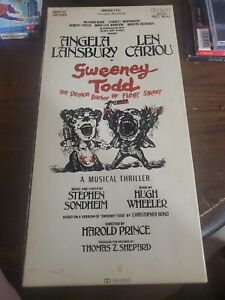 ANGELA LANSBURY
LEN CARIOU
Sweeney Todd
the Demon Barber of Fleet Street
A MUSICAL THRILLER
MUSIC AND LYRICS BY
STEPHEN SONDHEIM
BOOK BY
HUGH WHEELER
BASED ON A VERSION OF "SWEENEY TODD" BY CHRISTOPHER BOND
DIRECTED BY
HAROLD PRINCE
PRODUCED FOR RECORDS BY
THOMAS Z. SHEPARD